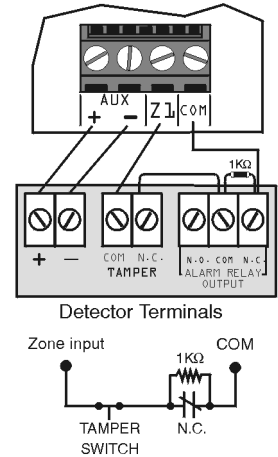 AUX
+ − Z1 COM
1KΩ
+ − COM N.C. N.O. COM N.C.
TAMPER ALARM RELAY
OUTPUT
Detector Terminals
Zone input COM
1KΩ
TAMPER N.C.
SWITCH